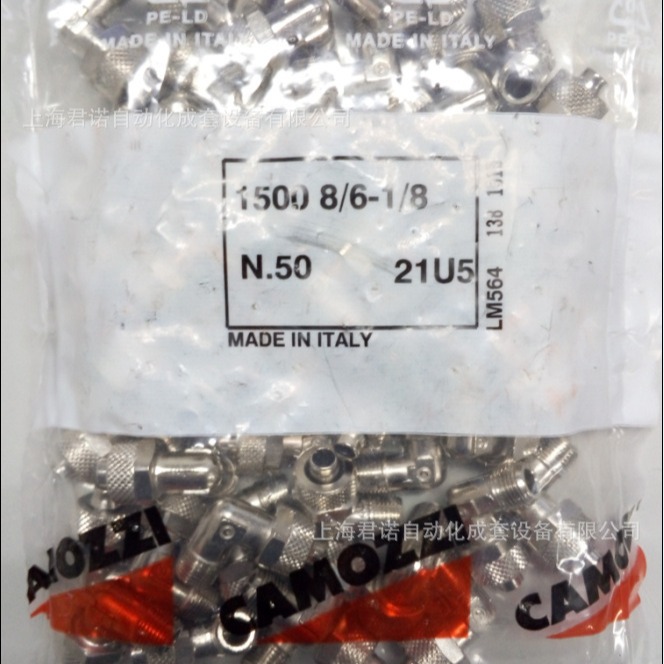 PE-LD
MADE IN ITALY
PE-LD
MADE IN ITALY
上海君诺自动化成套设备有限公司
1500 8/6-1/8
N.50 21U5
LM564 138
MADE IN ITALY
上海君诺自动化成套设备有限公司
CAMOZZI